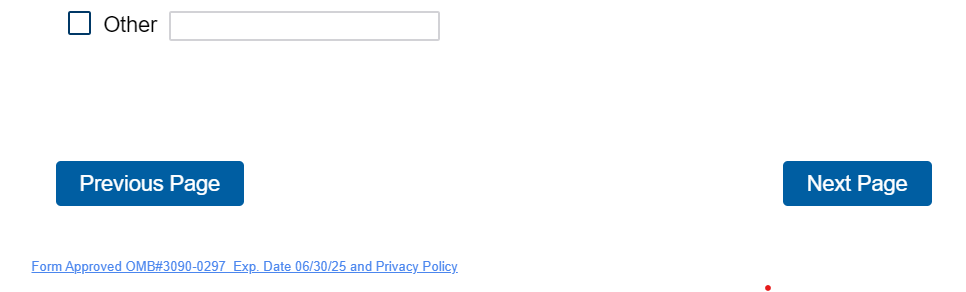 Other
Previous Page
Next Page
Form Approved OMB#3090-0297  Exp. Date 06/30/25 and Privacy Policy